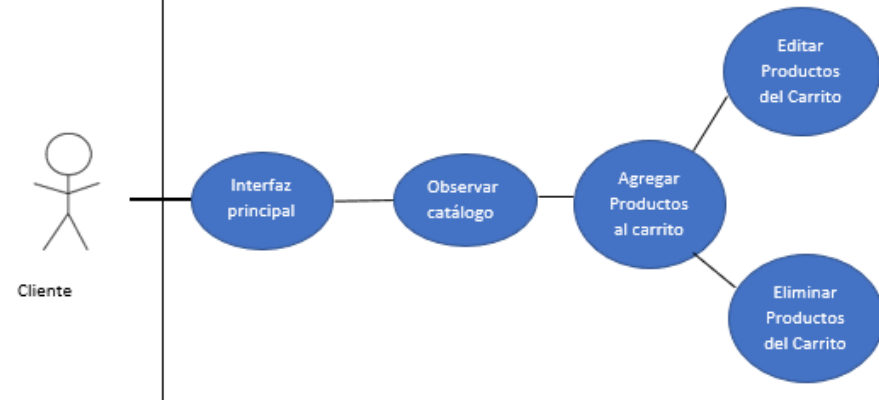 Cliente
Interfaz
principal
Observar
catálogo
Agregar
Productos
al carrito
Editar
Productos
del Carrito
Eliminar
Productos
del Carrito